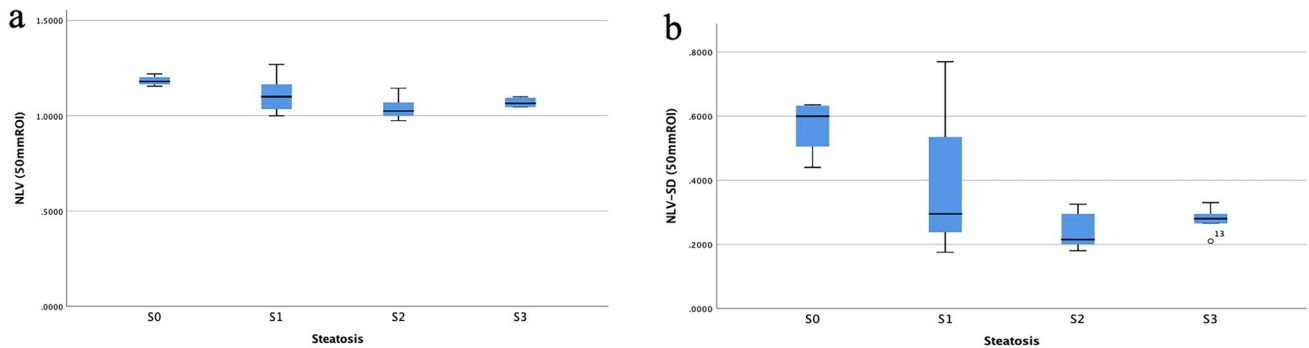 a
1.5000
1.0000
.5000
.0000
NLV (50mmROI)
S0 S1 S2 S3
Steatosis
b
.8000
.6000
.4000
.2000
.0000
NLV-SD (50mmROI)
13
S0 S1 S2 S3
Steatosis